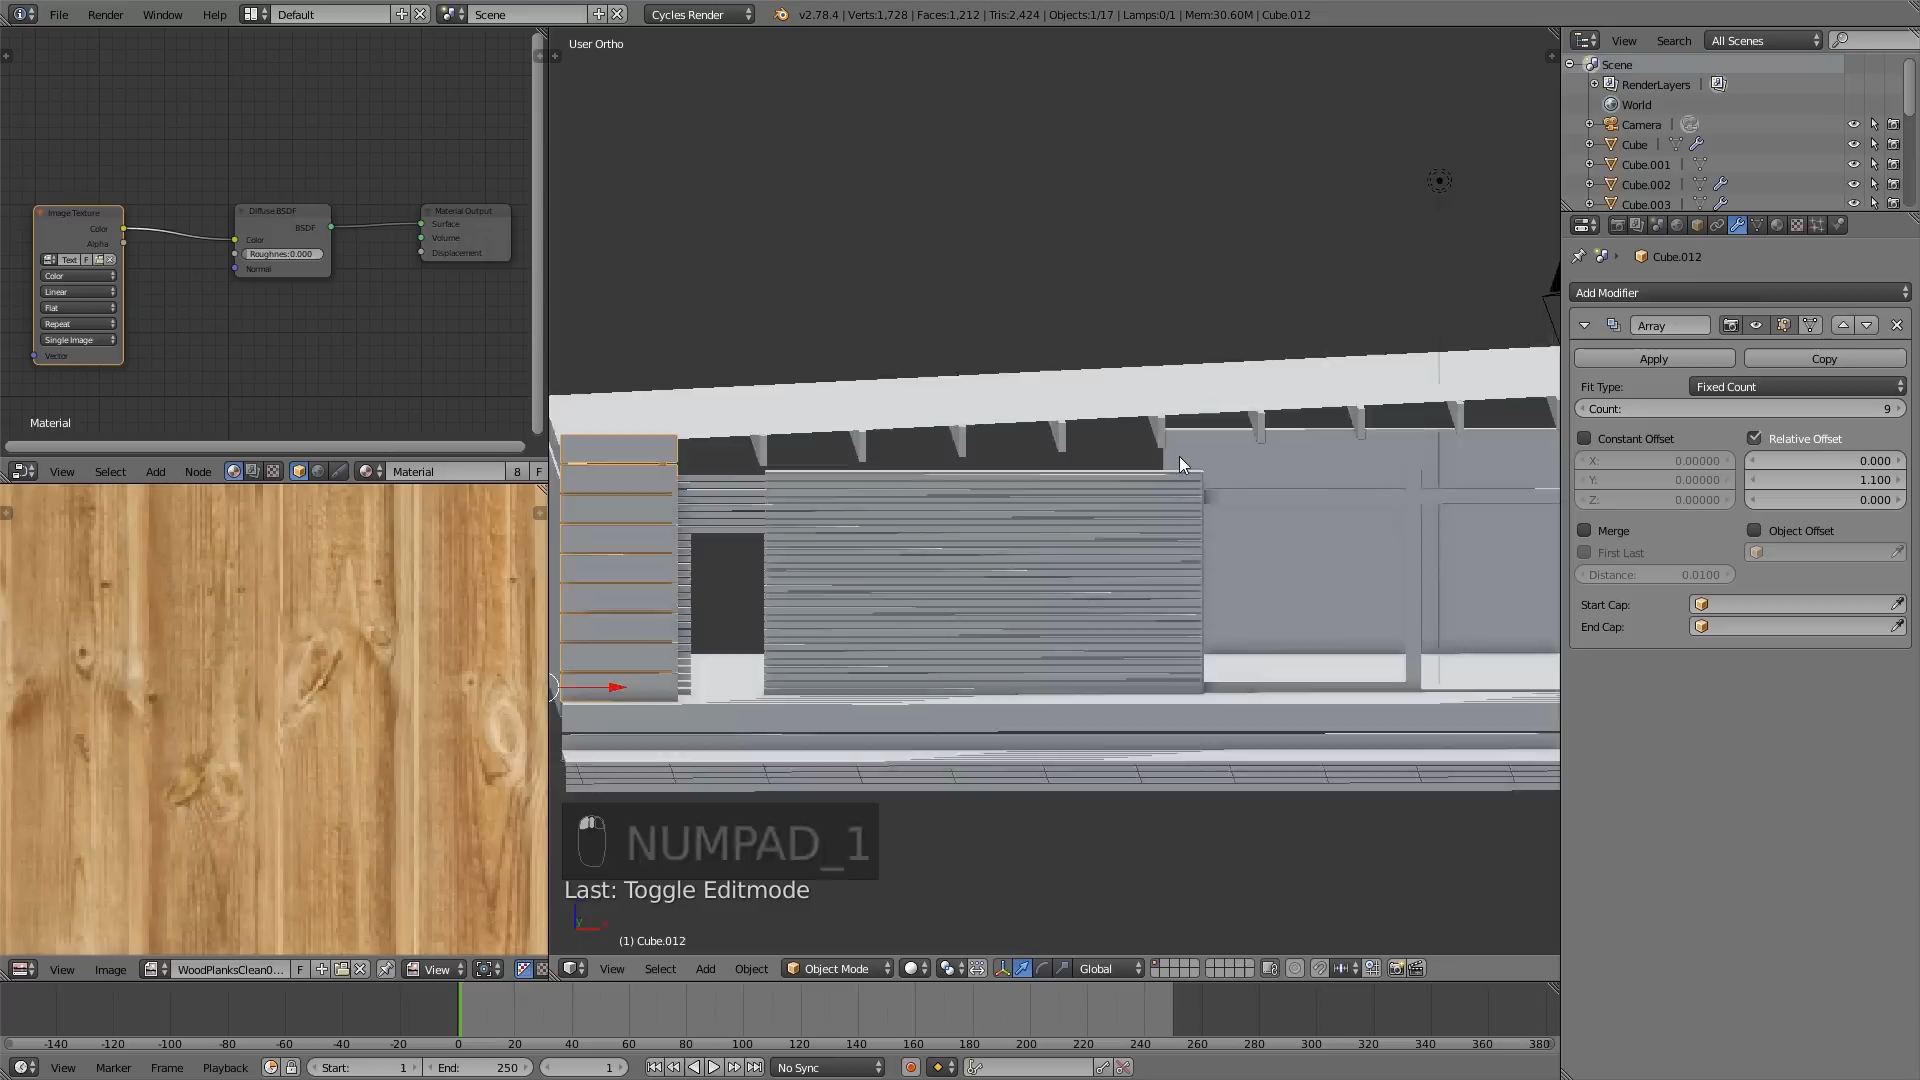 File Render Window Help Default Scene Cycles Render v2.78.4 | Verts:1,728 | Faces:1,212 | Tris:2,424 | Objects:1/17 | Lamps:0/1 | Mem:30.60M | Cube.012
User Ortho
View Search All Scenes
Scene
RenderLayers
World
Camera
Cube
Cube.001
Cube.002
Cube.003
Image Texture
Color
Alpha
Text F
Color
Linear
Flat
Repeat
Single Image
Vector
Diffuse BSDF
BSDF
Color
Roughnes:0.000
Normal
Material Output
Surface
Volume
Displacement
Material
View Select Add Node Material 8 F
Cube.012
Add Modifier
Array
Apply Copy
Fit Type: Fixed Count
Count: 9
Constant Offset Relative Offset
X: 0.00000 0.000
Y: 0.00000 1.100
Z: 0.00000 0.000
Merge Object Offset
First Last
Distance: 0.0100
Start Cap:
End Cap:
NUMPAD_1
Last: Toggle Editmode
(1) Cube.012
View Image WoodPlanksClean0... F View
View Select Add Object Object Mode Global
-140 -120 -100 -80 -60 -40 -20 0 20 40 60 80 100 120 140 160 180 200 220 240 260 280 300 320 340 360 380
View Marker Frame Playback Start: 1 End: 250 1 No Sync